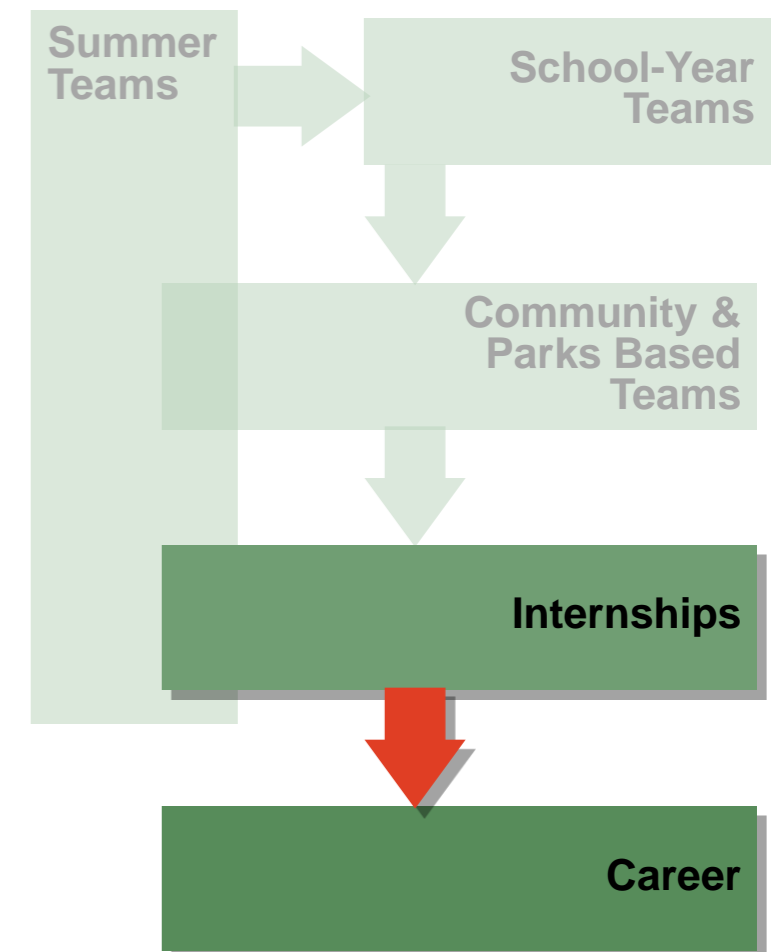 Summer
Teams
School-Year
Teams
Community &
Parks Based
Teams
Internships
Career